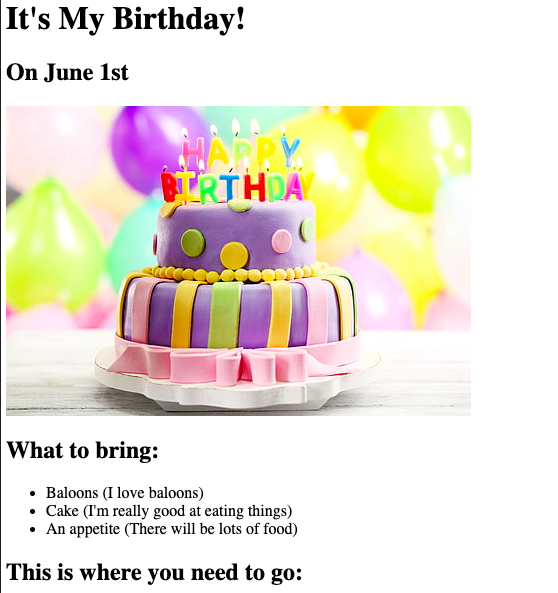 It's My Birthday!
On June 1st
HAPPY
BIRTHDAY
What to bring:
Baloons (I love baloons)
Cake (I'm really good at eating things)
An appetite (There will be lots of food)
This is where you need to go: